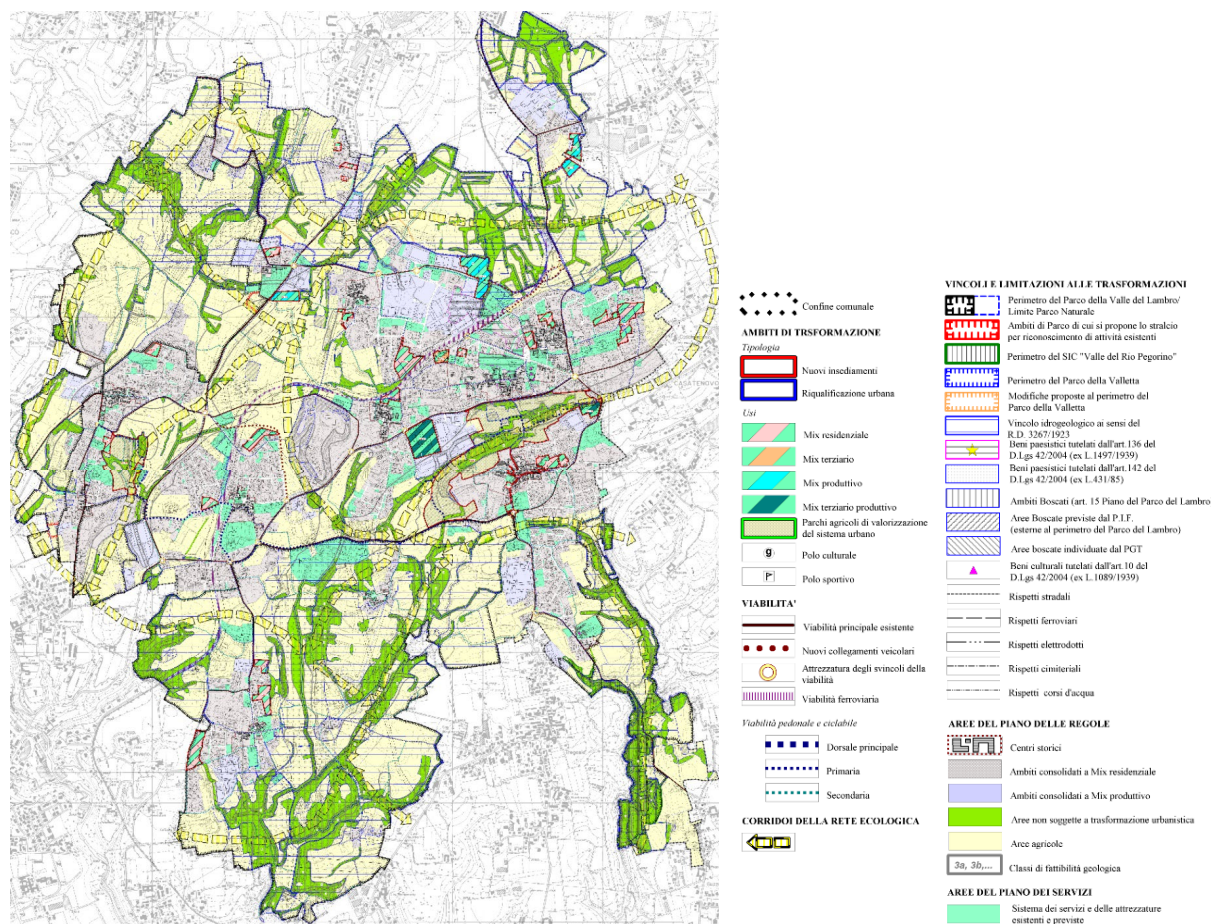 CASATENOVO
Confine comunale
AMBITI DI TRSFORMAZIONE
Tipologia
Nuovi insediamenti
Riqualificazione urbana
Usi
Mix residenziale
Mix terziario
Mix produttivo
Mix terziario produttivo
Parchi agricoli di valorizzazione
del sistema urbano
g
Polo culturale
P
Polo sportivo
VIABILITA'
Viabilità principale esistente
Nuovi collegamenti veicolari
Attrezzatura degli svincoli della
viabilità
Viabilità ferroviaria
Viabilità pedonale e ciclabile
Dorsale principale
Primaria
Secondaria
CORRIDOI DELLA RETE ECOLOGICA
VINCOLI E LIMITAZIONI ALLE TRASFORMAZIONI
Perimetro del Parco della Valle del Lambro/
Limite Parco Naturale
Ambiti di Parco di cui si propone lo stralcio
per riconoscimento di attività esistenti
Perimetro del SIC "Valle del Rio Pegorino"
Perimetro del Parco della Valletta
Modifiche proposte al perimetro del
Parco della Valletta
Vincolo idrogeologico ai sensi del
R.D. 3267/1923
Beni paesistici tutelati dall'art.136 del
D.Lgs 42/2004 (ex L.1497/1939)
Beni paesistici tutelati dall'art.142 del
D.Lgs 42/2004 (ex L.431/85)
Ambiti Boscati (art. 15 Piano del Parco del Lambro
Aree Boscate previste dal P.I.F.
(esterne al perimetro del Parco del Lambro)
Aree boscate individuate dal PGT
Beni culturali tutelati dall'art.10 del
D.Lgs 42/2004 (ex L.1089/1939)
Rispetti stradali
Rispetti ferroviari
Rispetti elettrodotti
Rispetti cimiteriali
Rispetti corsi d'acqua
AREE DEL PIANO DELLE REGOLE
Centri storici
Ambiti consolidati a Mix residenziale
Ambiti consolidati a Mix produttivo
Aree non soggette a trasformazione urbanistica
Aree agricole
3a, 3b,...
Classi di fattibilità geologica
AREE DEL PIANO DEI SERVIZI
Sistema dei servizi e delle attrezzature
esistenti e previste